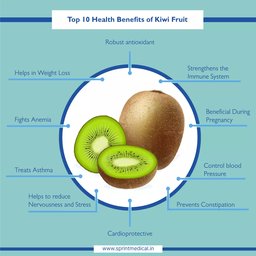 Top 10 Health Benefits of Kiwi Fruit
Robust antioxidant
Helps in Weight Loss
Strengthens the
Immune System
Fights Anemia
Beneficial During
Pregnancy
Treats Asthma
Control blood
Pressure
Helps to reduce
Nervousness and Stress
Prevents Constipation
Cardioprotective
www.sprintmedical.in